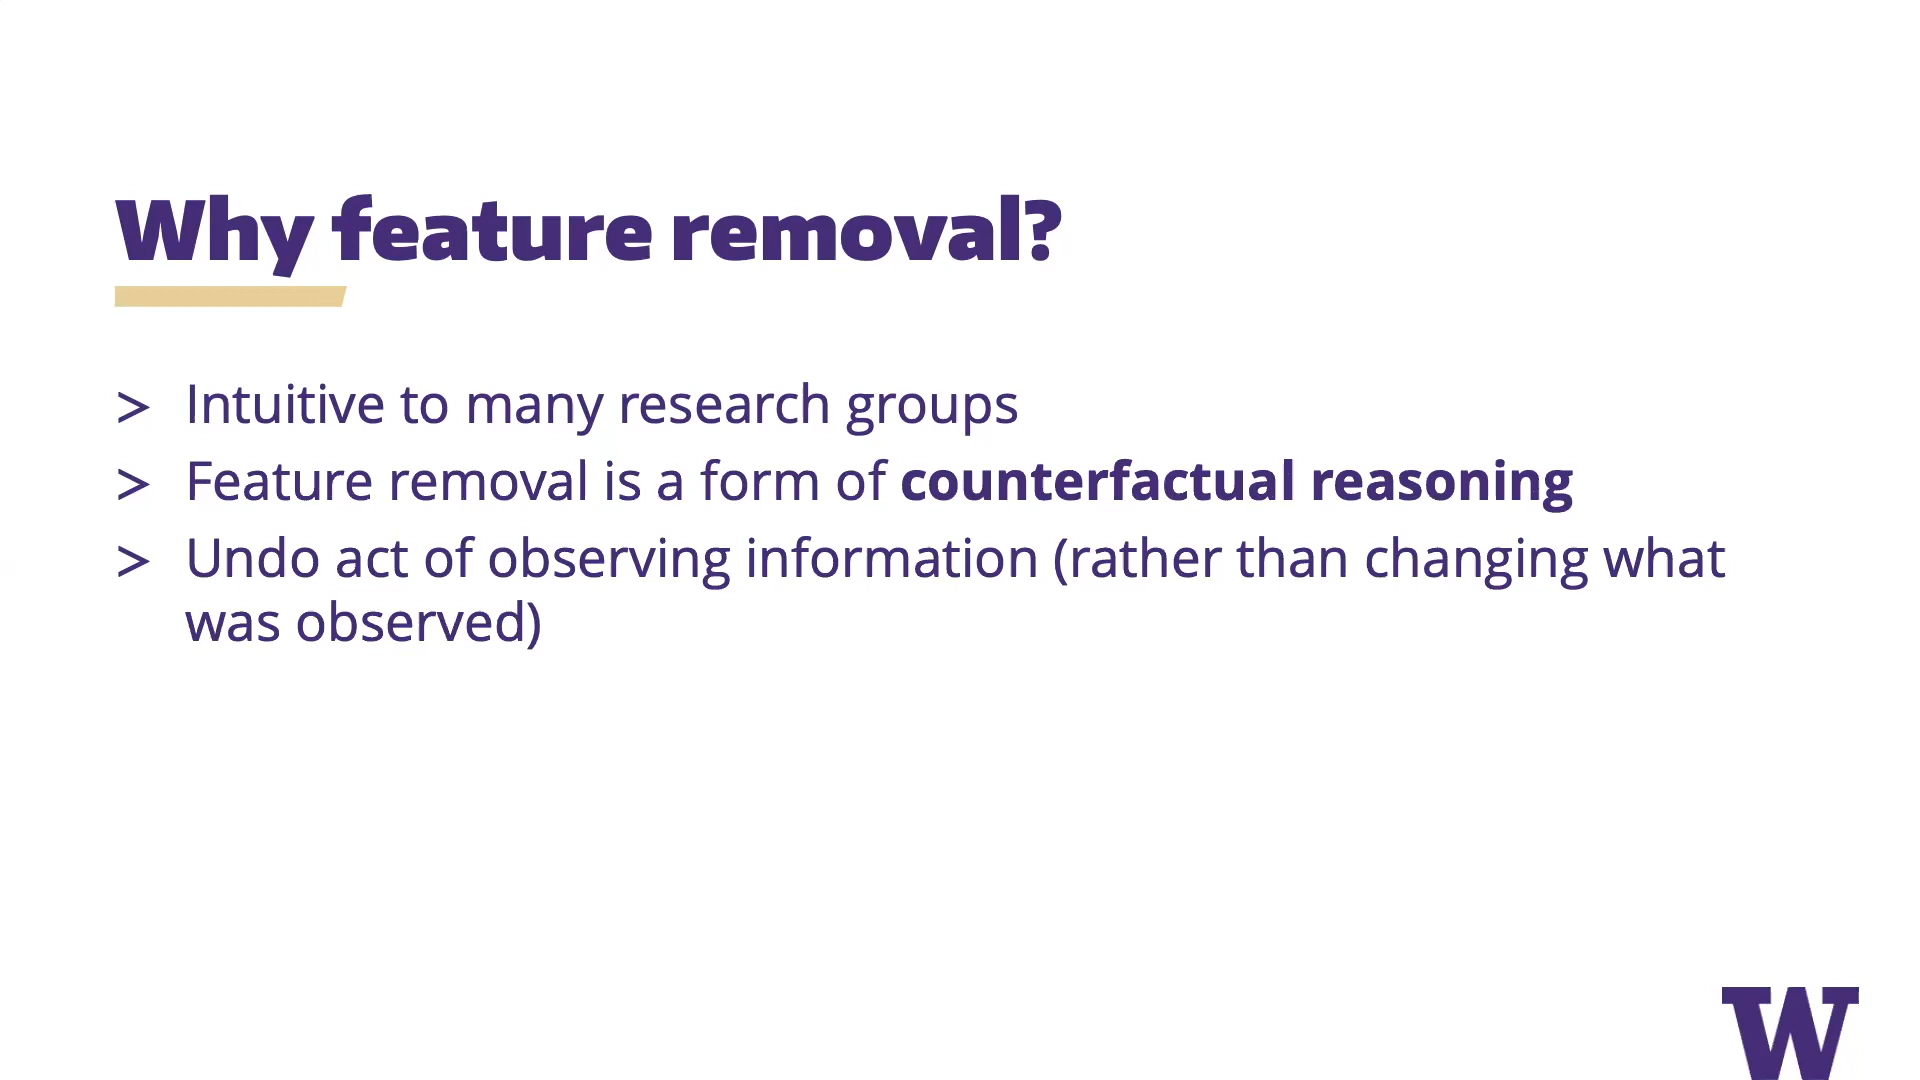 Why feature removal?
> Intuitive to many research groups
> Feature removal is a form of counterfactual reasoning
> Undo act of observing information (rather than changing what
was observed)
W